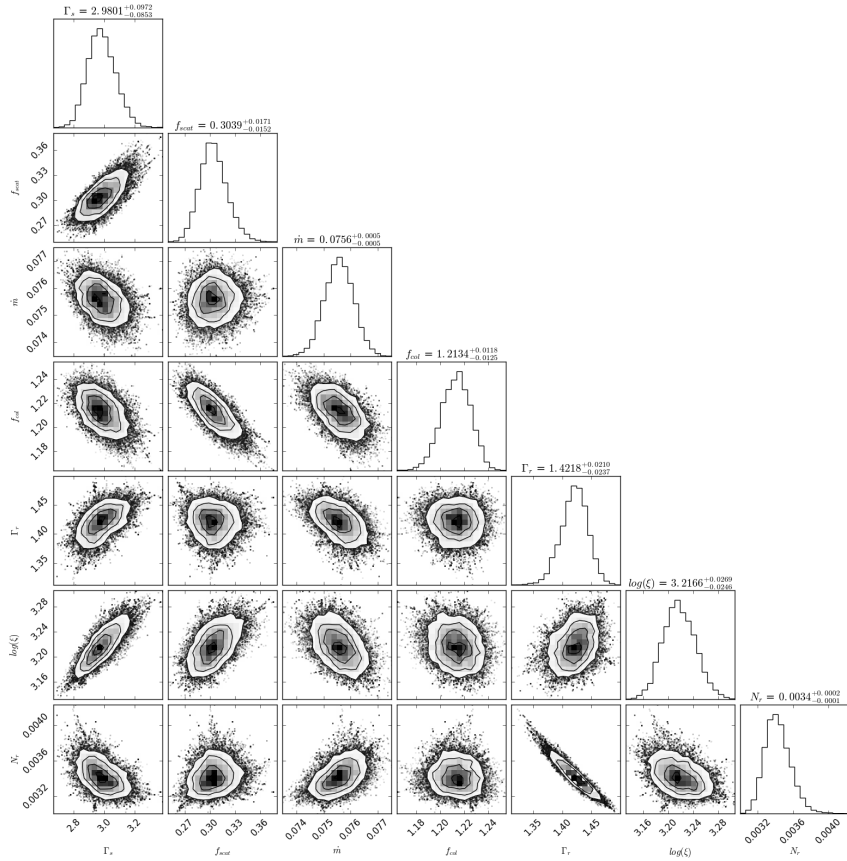 Γ_s = 2.9801^{+0.0972}_{−0.0853}
f_scat = 0.3039^{+0.0171}_{−0.0152}
0.36
0.33
0.30
0.27
f_scat
ṁ = 0.0756^{+0.0005}_{−0.0005}
0.077
0.076
0.075
0.074
ṁ
f_col = 1.2134^{+0.0118}_{−0.0125}
1.24
1.22
1.20
1.18
f_col
Γ_r = 1.4218^{+0.0210}_{−0.0237}
1.45
1.40
1.35
Γ_r
log(ξ) = 3.2166^{+0.0269}_{−0.0246}
3.28
3.24
3.20
3.16
log(ξ)
N_r = 0.0034^{+0.0002}_{−0.0001}
0.0040
0.0036
0.0032
N_r
2.8 3.0 3.2 0.27 0.30 0.33 0.36 0.074 0.075 0.076 0.077 1.18 1.20 1.22 1.24 1.35 1.40 1.45 3.16 3.20 3.24 3.28 0.0032 0.0036 0.0040
Γ_s f_scat ṁ f_col Γ_r log(ξ) N_r